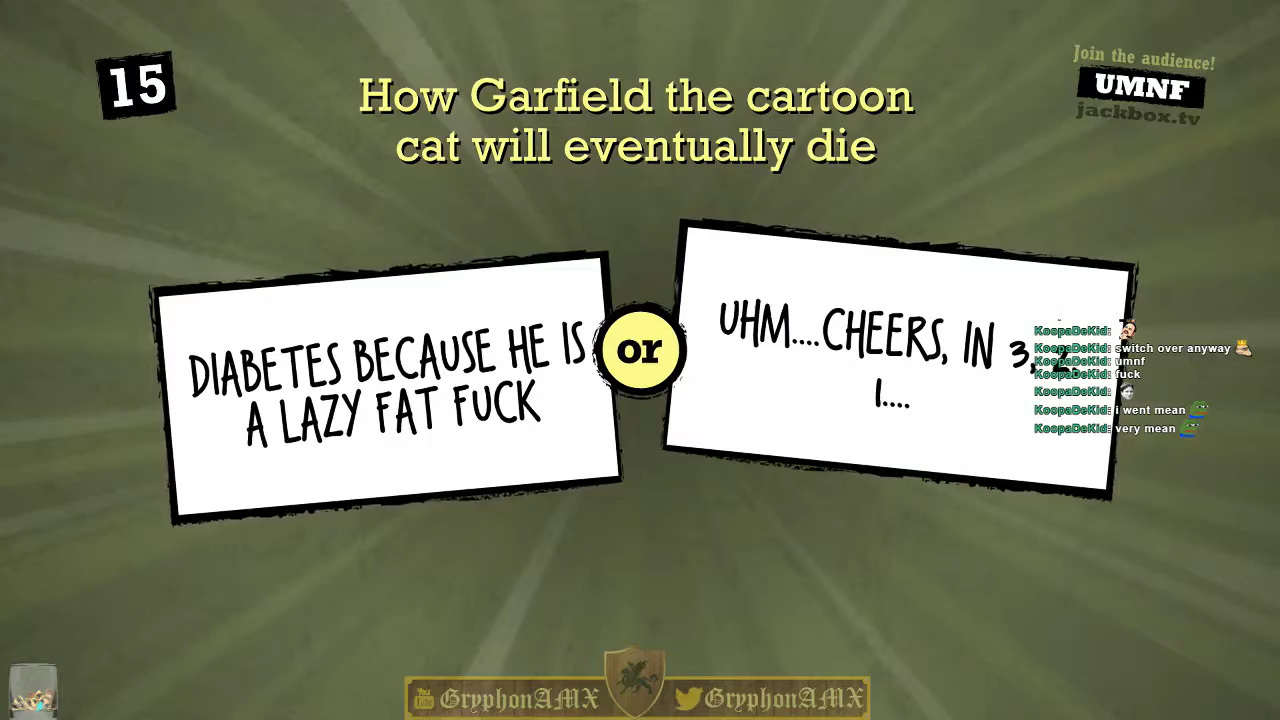 15
How Garfield the cartoon
cat will eventually die
Join the audience!
UMNF
jackbox.tv
DIABETES BECAUSE HE IS
A LAZY FAT FUCK
or
UHM....CHEERS, IN 3,
1....
KoopaDeKid:
KoopaDeKid: switch over anyway
KoopaDeKid: umnf
KoopaDeKid: fuck
KoopaDeKid:
KoopaDeKid: i went mean
KoopaDeKid: very mean
You Tube GryphonAMX
GryphonAMX